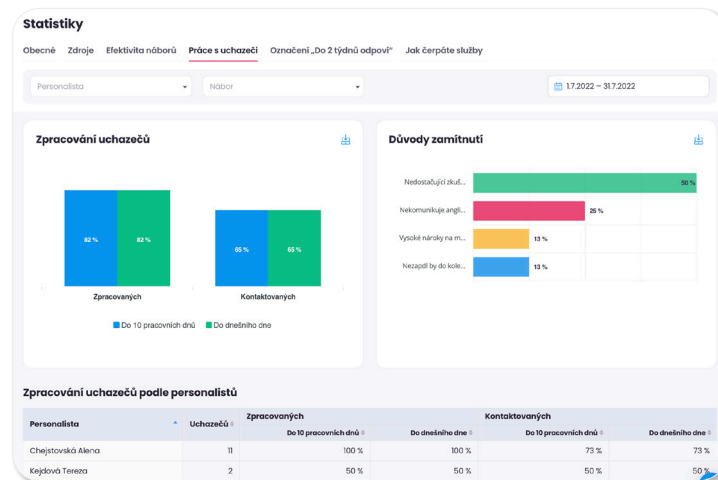 Statistiky
Obecné Zdroje Efektivita náborů Práce s uchazeči Označení „Do 2 týdnů odpoví“ Jak čerpáte služby
Personalista Nábor 1.7.2022 – 31.7.2022
Zpracování uchazečů
82 % 82 %
65 % 65 %
Zpracovaných Kontaktovaných
Do 10 pracovních dnů Do dnešního dne
Důvody zamítnutí
Nedostačující zkuš... 50 %
Nekomunikuje angli... 25 %
Vysoké nároky na m... 13 %
Nezapdl by do kole... 13 %
Zpracování uchazečů podle personalistů
Personalista Uchazečů Zpracovaných Kontaktovaných
Do 10 pracovních dnů Do dnešního dne Do 10 pracovních dnů Do dnešního dne
Chejstovská Alena 11 100 % 100 % 73 % 73 %
Kejdová Tereza 2 50 % 50 % 50 % 50 %